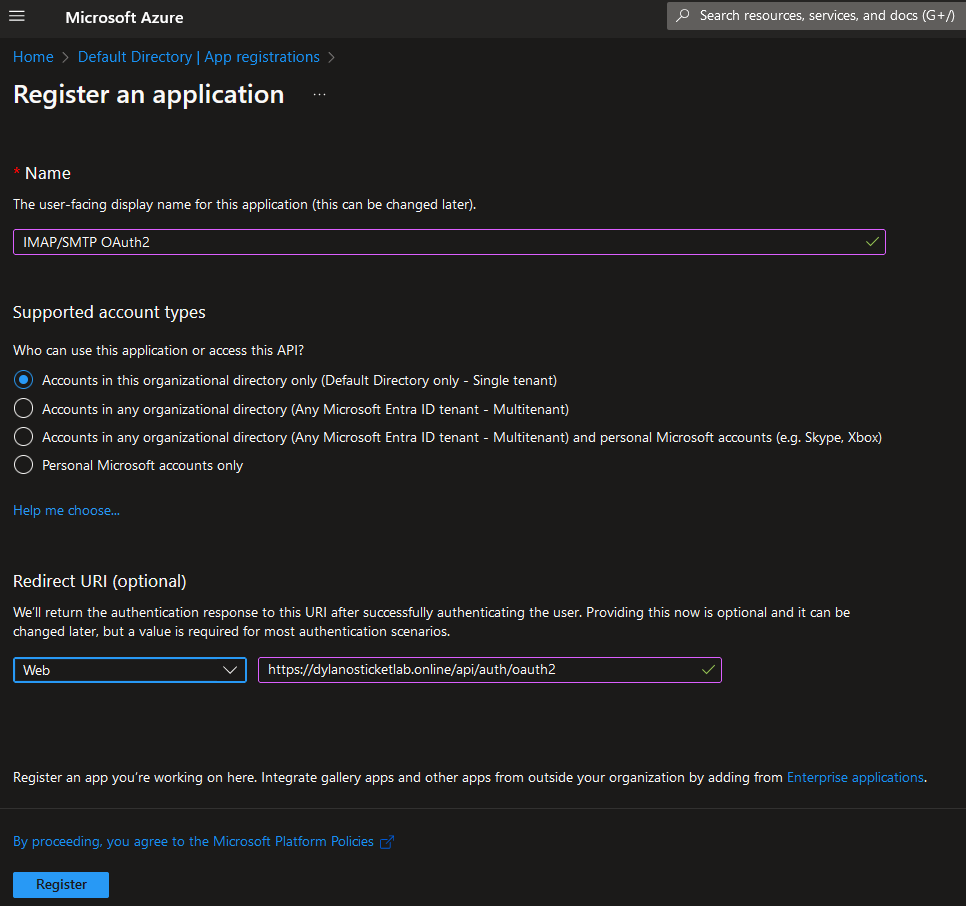 Microsoft Azure
Search resources, services, and docs (G+/)
Home > Default Directory | App registrations >
Register an application ...
* Name
The user-facing display name for this application (this can be changed later).
IMAP/SMTP OAuth2
Supported account types
Who can use this application or access this API?
Accounts in this organizational directory only (Default Directory only - Single tenant)
Accounts in any organizational directory (Any Microsoft Entra ID tenant - Multitenant)
Accounts in any organizational directory (Any Microsoft Entra ID tenant - Multitenant) and personal Microsoft accounts (e.g. Skype, Xbox)
Personal Microsoft accounts only
Help me choose...
Redirect URI (optional)
We'll return the authentication response to this URI after successfully authenticating the user. Providing this now is optional and it can be
changed later, but a value is required for most authentication scenarios.
Web
https://dylanosticketlab.online/api/auth/oauth2
Register an app you're working on here. Integrate gallery apps and other apps from outside your organization by adding from Enterprise applications.
By proceeding, you agree to the Microsoft Platform Policies
Register